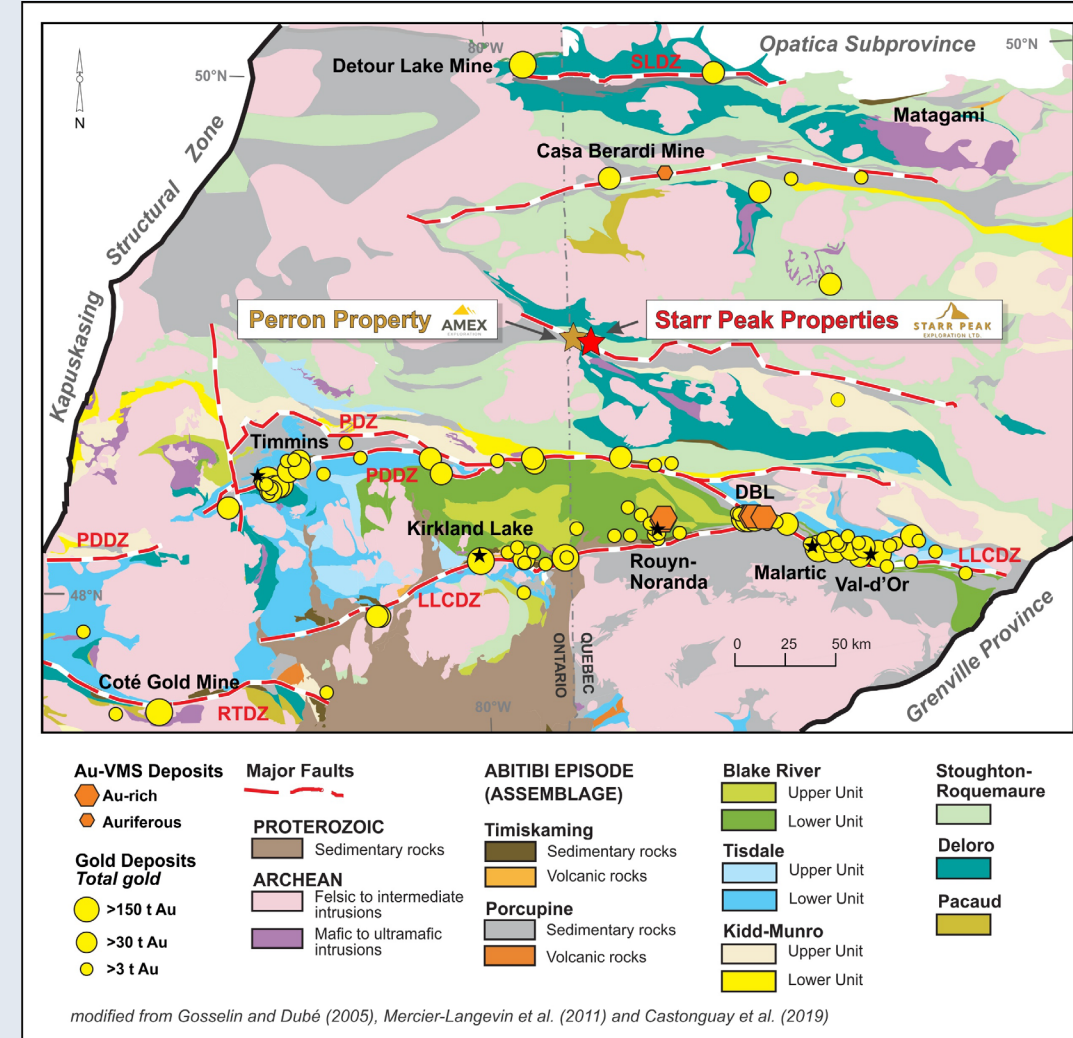 80°W
Opatica Subprovince
50°N
Detour Lake Mine
SLDZ
50°N
N
Matagami
Casa Berardi Mine
Kapuskasing Structural Zone
Perron Property
AMEX
EXPLORATION
Starr Peak Properties
STARR PEAK
EXPLORATION LTD.
PDZ
Timmins
PDDZ
DBL
Kirkland Lake
PDDZ
Rouyn-
Noranda
LLCDZ
Malartic
Val-d'Or
48°N
LLCDZ
ONTARIO
QUEBEC
0 25 50 km
Grenville Province
Coté Gold Mine
RTDZ
80°W
Au-VMS Deposits
Au-rich
Auriferous
Gold Deposits
Total gold
>150 t Au
>30 t Au
>3 t Au
Major Faults
PROTEROZOIC
Sedimentary rocks
ARCHEAN
Felsic to intermediate
intrusions
Mafic to ultramafic
intrusions
ABITIBI EPISODE
(ASSEMBLAGE)
Timiskaming
Sedimentary rocks
Volcanic rocks
Porcupine
Sedimentary rocks
Volcanic rocks
Blake River
Upper Unit
Lower Unit
Tisdale
Upper Unit
Lower Unit
Kidd-Munro
Upper Unit
Lower Unit
Stoughton-
Roquemaure
Deloro
Pacaud
modified from Gosselin and Dubé (2005), Mercier-Langevin et al. (2011) and Castonguay et al. (2019)